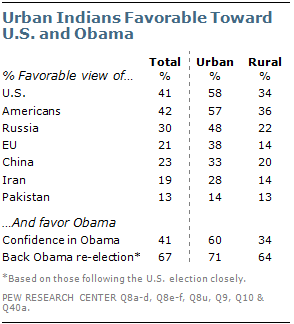 Urban Indians Favorable Toward
U.S. and Obama
Total Urban Rural
% Favorable view of… % % %
U.S. 41 58 34
Americans 42 57 36
Russia 30 48 22
EU 21 38 14
China 23 33 20
Iran 19 28 14
Pakistan 13 14 13
…And favor Obama
Confidence in Obama 41 60 34
Back Obama re-election* 67 71 64
*Based on those following the U.S. election closely.
PEW RESEARCH CENTER Q8a-d, Q8e-f, Q8u, Q9, Q10 &
Q40a.